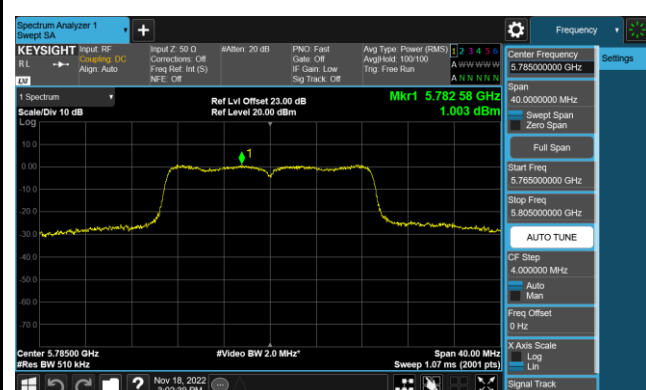 Spectrum Analyzer 1
Swept SA
Frequency
KEYSIGHT Input: RF Input Z: 50 Ω #Atten: 20 dB PNO: Fast Avg Type: Power (RMS) 1 2 3 4 5 6
RL Coupling: DC Corrections: Off Gate: Off Avg|Hold: 100/100 A W W W W W
Align: Auto Freq Ref: Int (S) IF Gain: Low Trig: Free Run
NFE: Off Sig Track: Off A N N N N N
LXI
1 Spectrum
Scale/Div 10 dB
Log
Ref Lvl Offset 23.00 dB
Ref Level 20.00 dBm
Mkr1 5.782 58 GHz
1.003 dBm
1
10.0
0.00
-10.0
-20.0
-30.0
-40.0
-50.0
-60.0
-70.0
Center 5.78500 GHz #Video BW 2.0 MHz* Span 40.00 MHz
#Res BW 510 kHz Sweep 1.07 ms (2001 pts)
Nov 18, 2022
Center Frequency
5.785000000 GHz
Settings
Span
40.0000000 MHz
Swept Span
Zero Span
Full Span
Start Freq
5.765000000 GHz
Stop Freq
5.805000000 GHz
AUTO TUNE
CF Step
4.000000 MHz
Auto
Man
Freq Offset
0 Hz
X Axis Scale
Log
Lin
Signal Track